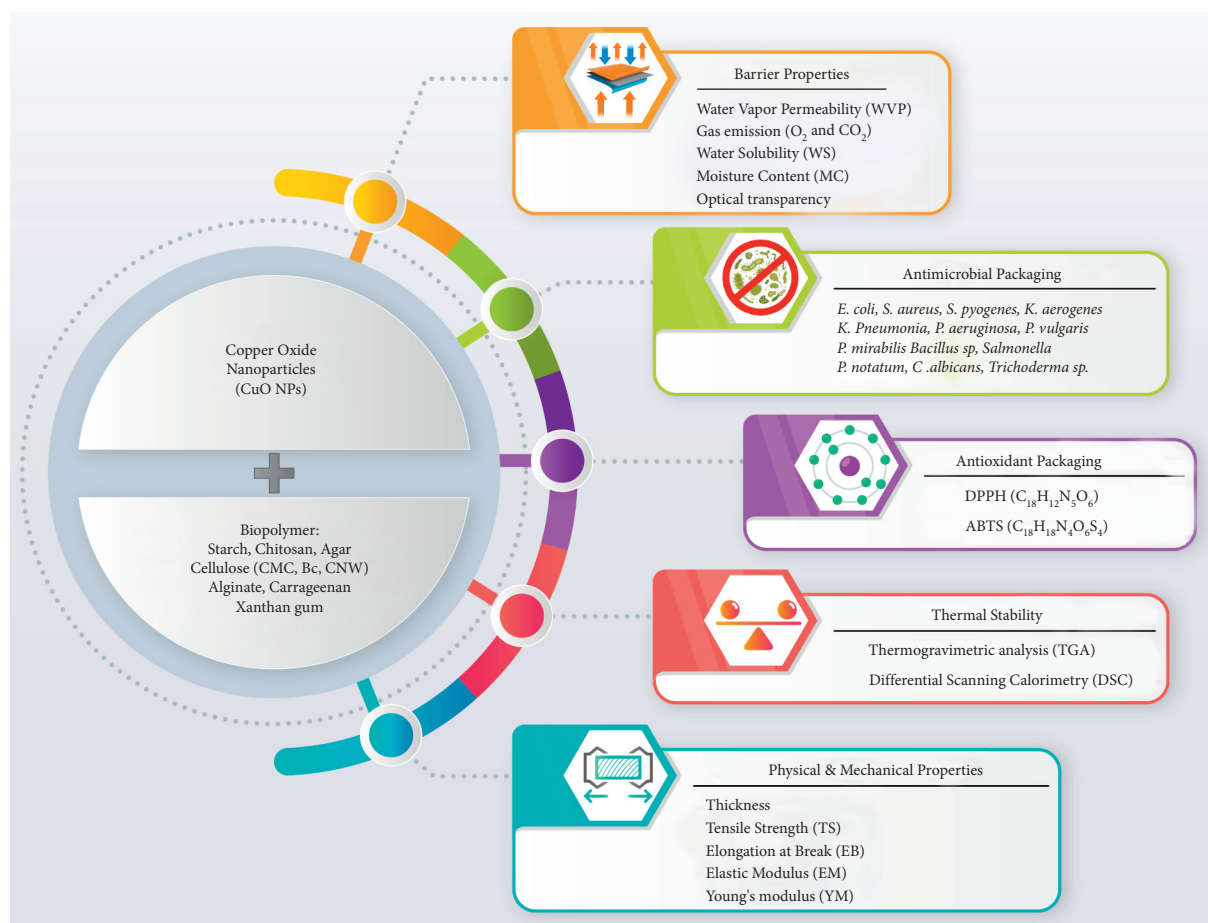 Copper Oxide
Nanoparticles
(CuO NPs)
Biopolymer:
Starch, Chitosan, Agar
Cellulose (CMC, Bc, CNW)
Alginate, Carrageenan
Xanthan gum
Barrier Properties
Water Vapor Permeability (WVP)
Gas emission (O₂ and CO₂)
Water Solubility (WS)
Moisture Content (MC)
Optical transparency
Antimicrobial Packaging
E. coli, S. aureus, S. pyogenes, K. aerogenes
K. Pneumonia, P. aeruginosa, P. vulgaris
P. mirabilis Bacillus sp, Salmonella
P. notatum, C .albicans, Trichoderma sp.
Antioxidant Packaging
DPPH (C₁₈H₁₂N₅O₆)
ABTS (C₁₈H₁₈N₄O₆S₄)
Thermal Stability
Thermogravimetric analysis (TGA)
Differential Scanning Calorimetry (DSC)
Physical & Mechanical Properties
Thickness
Tensile Strength (TS)
Elongation at Break (EB)
Elastic Modulus (EM)
Young's modulus (YM)